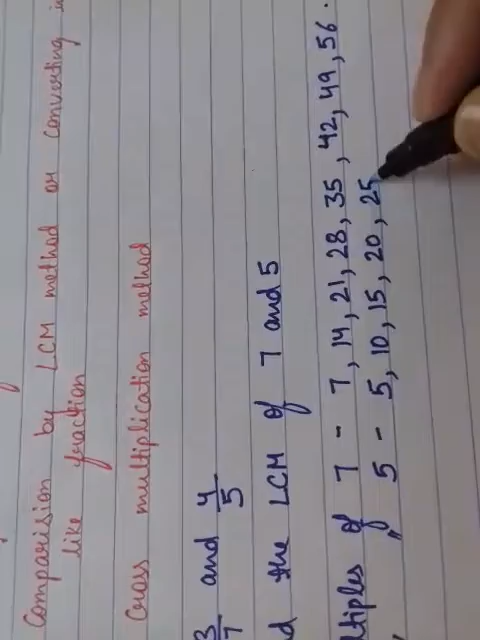 Comparision by LCM method or converting in
like fraction
Cross multiplication method
3/7 and 4/5
d the LCM of 7 and 5
ltiples of 7 - 7, 14, 21, 28, 35, 42, 49, 56.
" 5 - 5, 10, 15, 20, 25